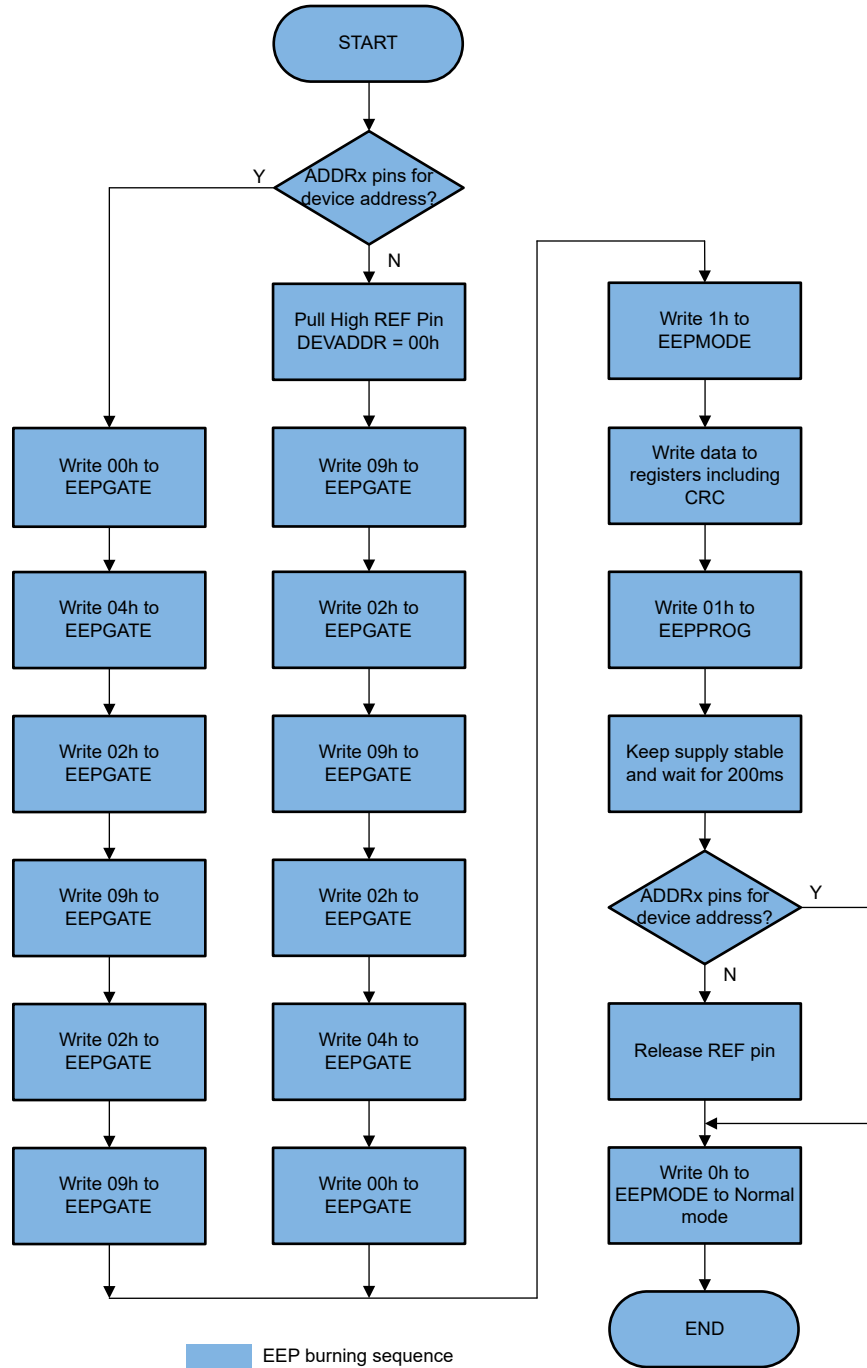 START
ADDRx pins for
device address?
Y
N
Pull High REF Pin
DEVADDR = 00h
Write 00h to
EEPGATE
Write 04h to
EEPGATE
Write 02h to
EEPGATE
Write 09h to
EEPGATE
Write 02h to
EEPGATE
Write 09h to
EEPGATE
Write 09h to
EEPGATE
Write 02h to
EEPGATE
Write 09h to
EEPGATE
Write 02h to
EEPGATE
Write 04h to
EEPGATE
Write 00h to
EEPGATE
Write 1h to
EEPMODE
Write data to
registers including
CRC
Write 01h to
EEPPROG
Keep supply stable
and wait for 200ms
ADDRx pins for
device address?
Y
N
Release REF pin
Write 0h to
EEPMODE to Normal
mode
END
EEP burning sequence